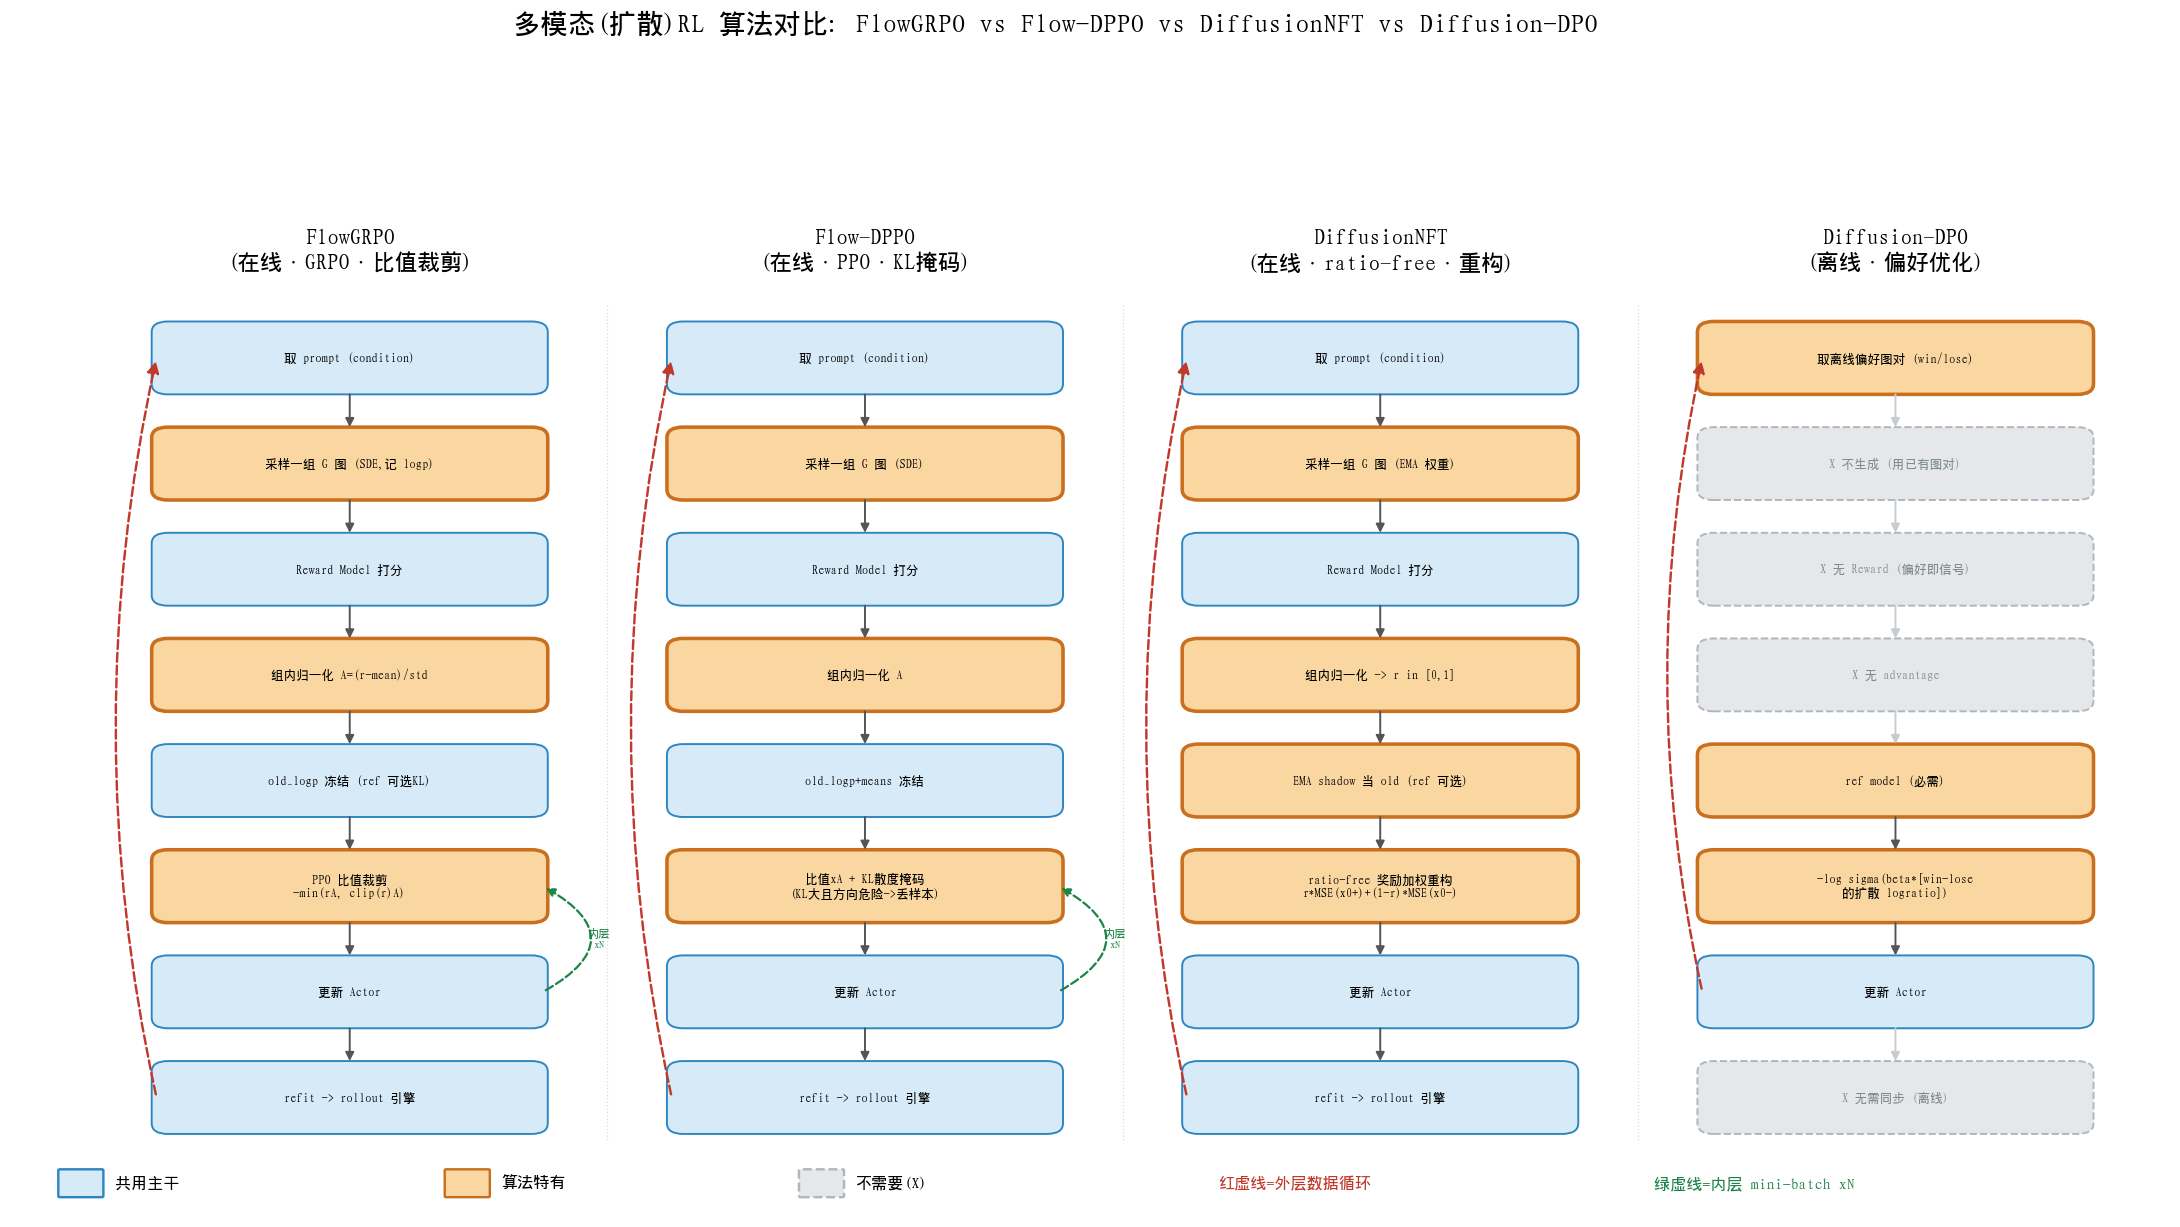 多模态(扩散)RL 算法对比: FlowGRPO vs Flow-DPPO vs DiffusionNFT vs Diffusion-DPO
FlowGRPO
(在线 · GRPO · 比值裁剪)
取 prompt (condition)
采样一组 G 图 (SDE,记 logp)
Reward Model 打分
组内归一化 A=(r-mean)/std
old_logp 冻结 (ref 可选KL)
PPO 比值裁剪
-min(rA, clip(r)A)
内层
xN
更新 Actor
refit -> rollout 引擎
Flow-DPPO
(在线 · PPO · KL掩码)
取 prompt (condition)
采样一组 G 图 (SDE)
Reward Model 打分
组内归一化 A
old_logp+means 冻结
比值xA + KL散度掩码
(KL大且方向危险->丢样本)
内层
xN
更新 Actor
refit -> rollout 引擎
DiffusionNFT
(在线 · ratio-free · 重构)
取 prompt (condition)
采样一组 G 图 (EMA 权重)
Reward Model 打分
组内归一化 -> r in [0,1]
EMA shadow 当 old (ref 可选)
ratio-free 奖励加权重构
r*MSE(x0+)+(1-r)*MSE(x0-)
更新 Actor
refit -> rollout 引擎
Diffusion-DPO
(离线 · 偏好优化)
取离线偏好图对 (win/lose)
X 不生成 (用已有图对)
X 无 Reward (偏好即信号)
X 无 advantage
ref model (必需)
-log sigma(beta*[win-lose
的扩散 logratio])
更新 Actor
X 无需同步 (离线)
共用主干
算法特有
不需要(X)
红虚线=外层数据循环
绿虚线=内层 mini-batch xN